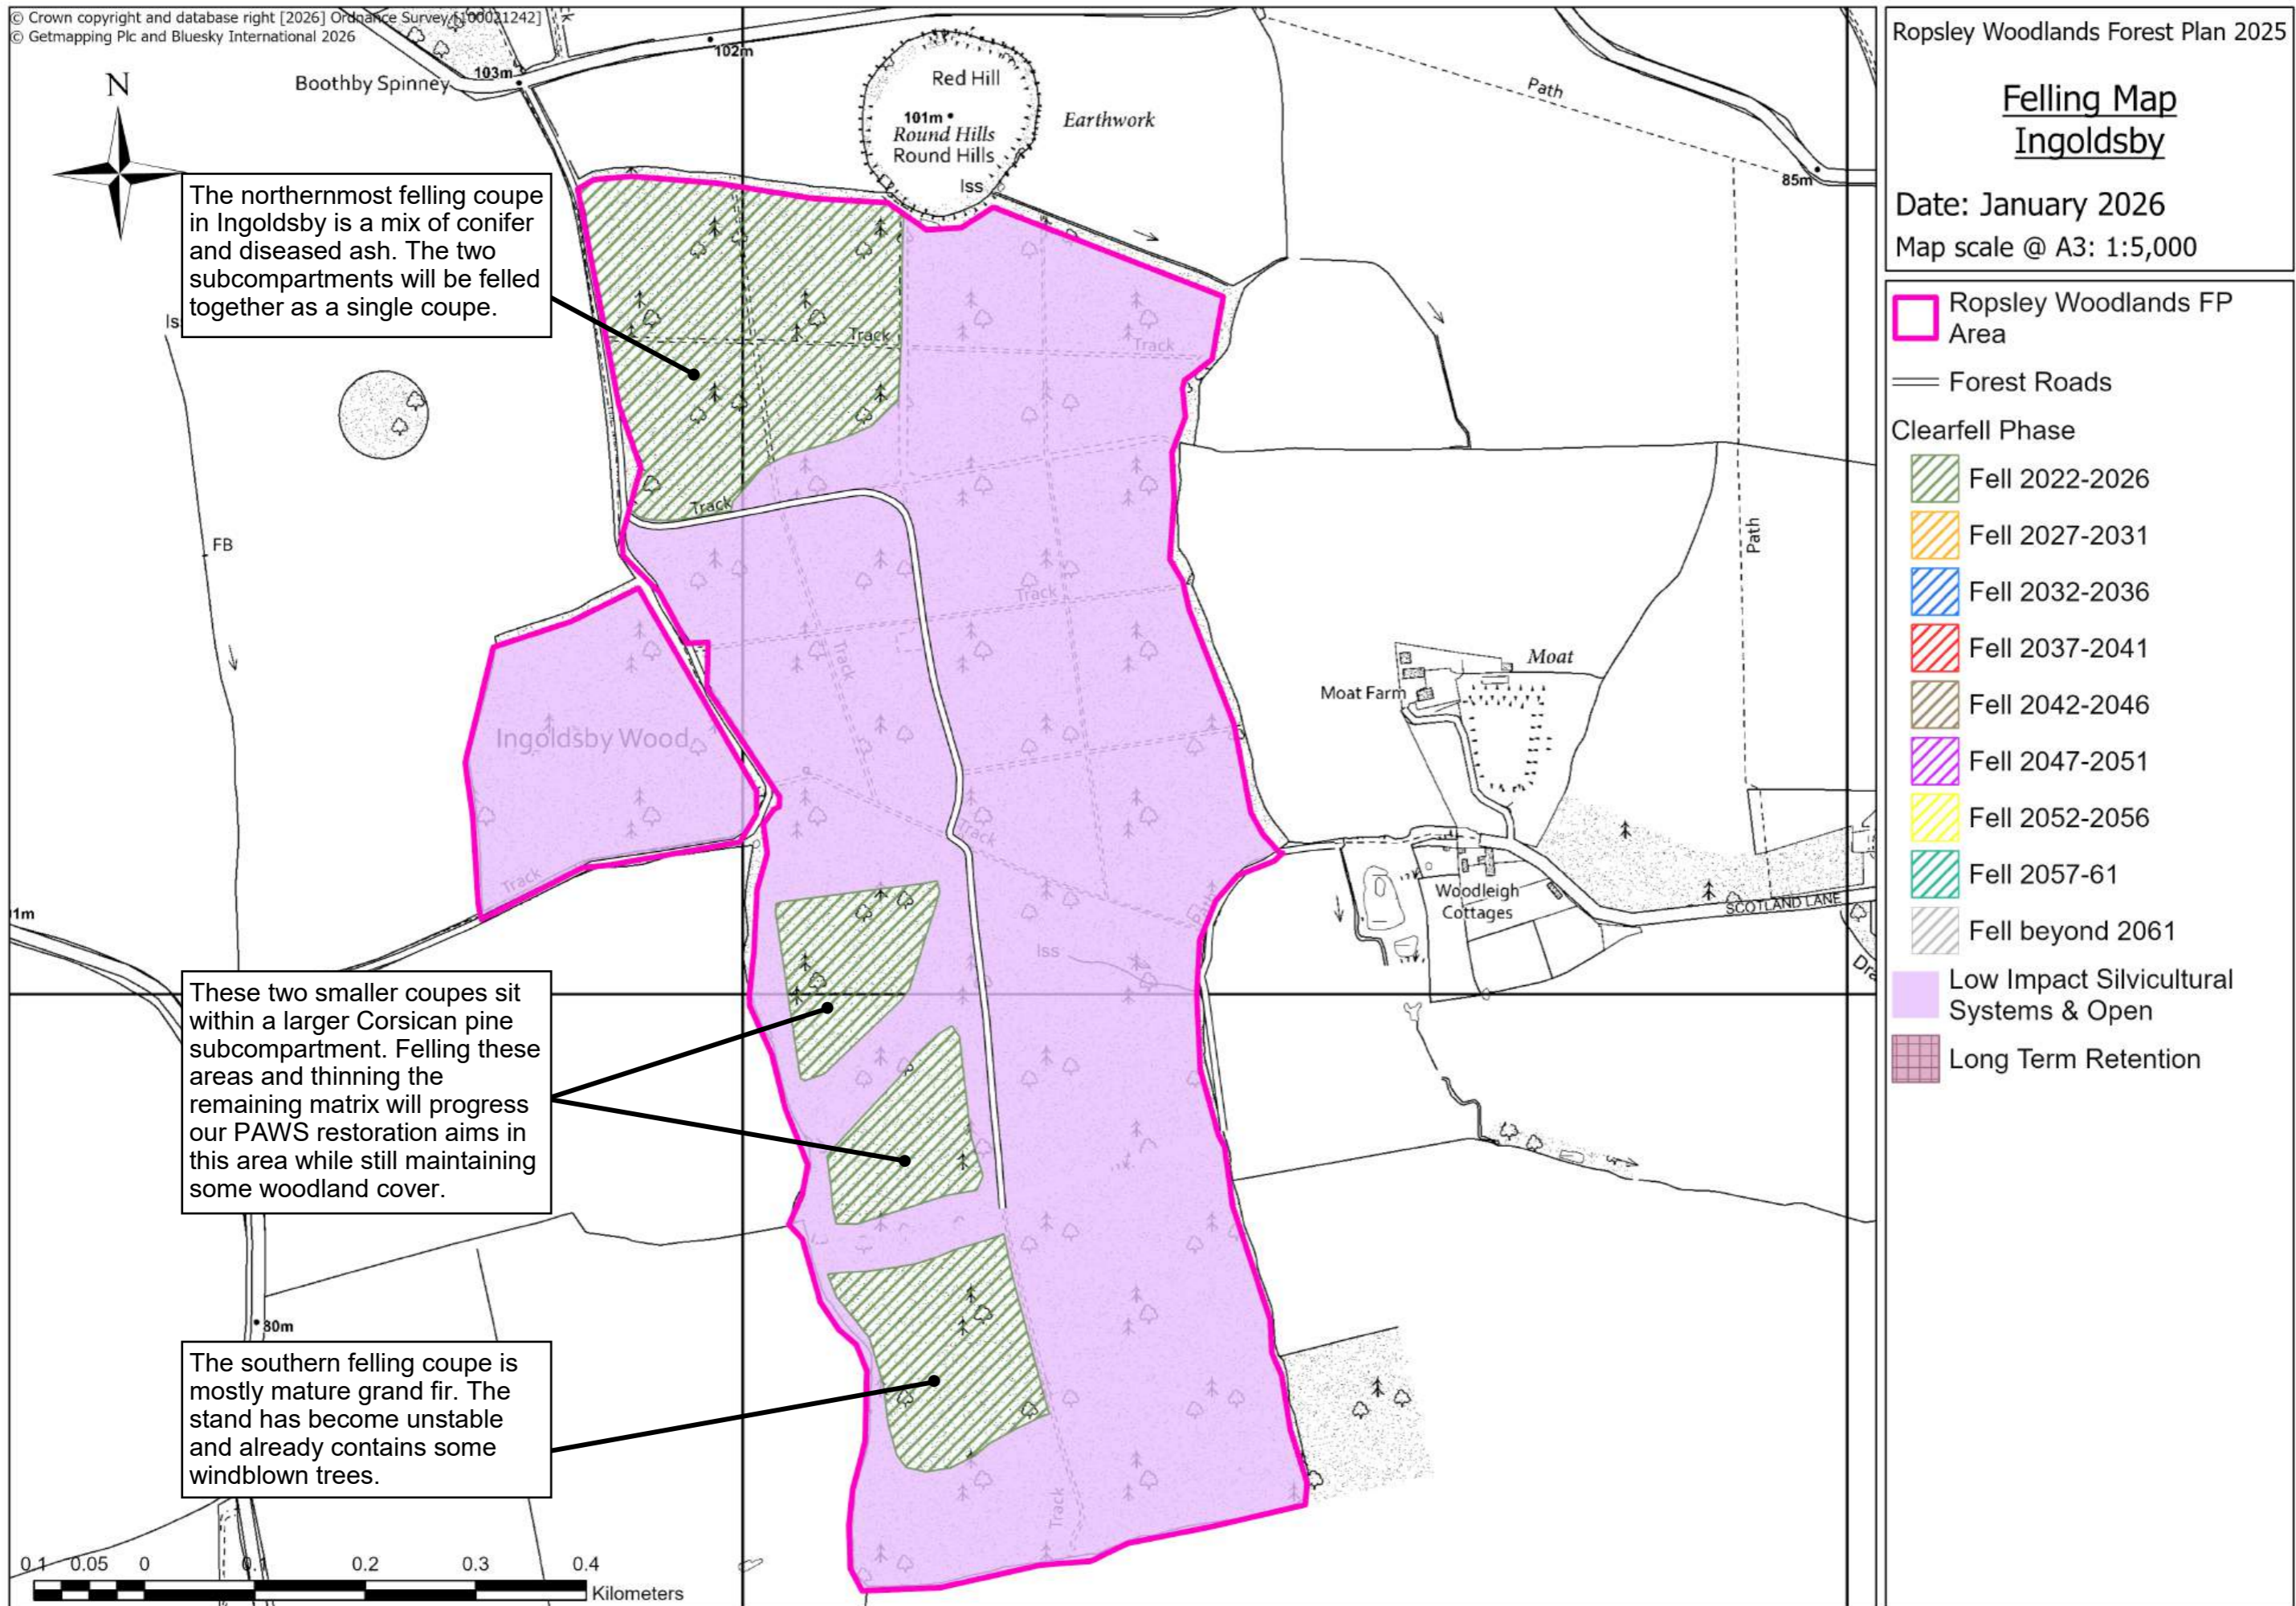 © Crown copyright and database right [2026] Ordnance Survey [100021242]
© Getmapping Plc and Bluesky International 2026
N
Boothby Spinney
103m
102m
Red Hill
101m
Round Hills
Round Hills
Earthwork
Iss
Path
85m
The northernmost felling coupe
in Ingoldsby is a mix of conifer
and diseased ash. The two
subcompartments will be felled
together as a single coupe.
Is
Track
Track
Track
FB
Path
Track
Track
Moat
Moat Farm
Ingoldsby Wood
Track
Track
Path
Woodleigh
Cottages
SCOTLAND LANE
Dra
1m
Iss
These two smaller coupes sit
within a larger Corsican pine
subcompartment. Felling these
areas and thinning the
remaining matrix will progress
our PAWS restoration aims in
this area while still maintaining
some woodland cover.
80m
The southern felling coupe is
mostly mature grand fir. The
stand has become unstable
and already contains some
windblown trees.
Track
0.1 0.05 0 0.1 0.2 0.3 0.4
Kilometers
Ropsley Woodlands Forest Plan 2025
Felling Map
Ingoldsby
Date: January 2026
Map scale @ A3: 1:5,000
Ropsley Woodlands FP
Area
Forest Roads
Clearfell Phase
Fell 2022-2026
Fell 2027-2031
Fell 2032-2036
Fell 2037-2041
Fell 2042-2046
Fell 2047-2051
Fell 2052-2056
Fell 2057-61
Fell beyond 2061
Low Impact Silvicultural
Systems & Open
Long Term Retention